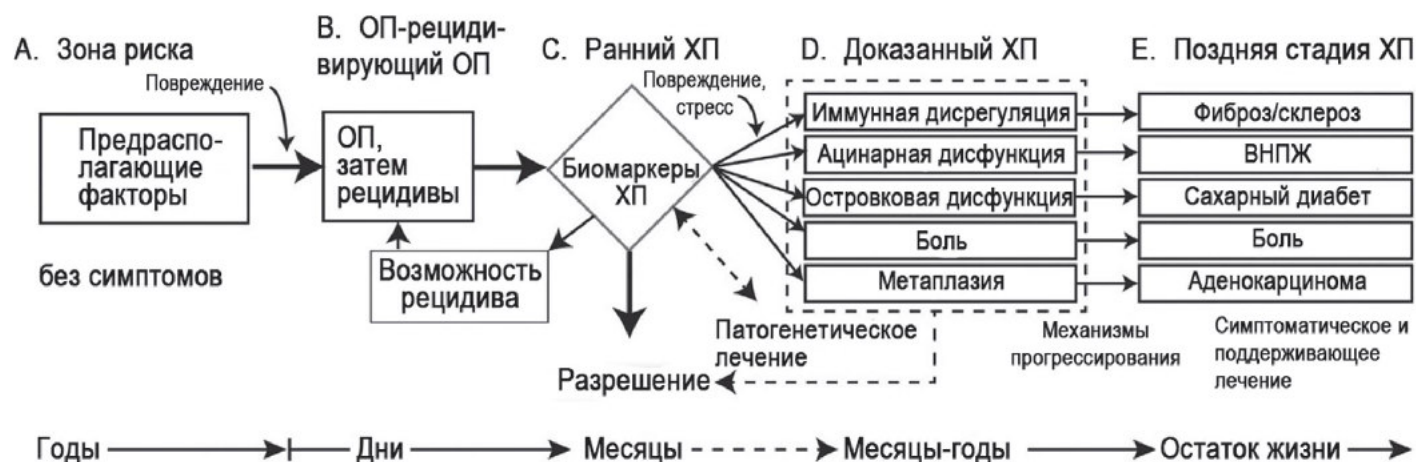 A. Зона риска
B. ОП-рециди-
вирующий ОП
C. Ранний ХП
D. Доказанный ХП
E. Поздняя стадия ХП
Повреждение
Повреждение,
стресс
Предраспо-
лагающие
факторы
ОП,
затем
рецидивы
Биомаркеры
ХП
Иммунная дисрегуляция
Ацинарная дисфункция
Островковая дисфункция
Боль
Метаплазия
Фиброз/склероз
ВНПЖ
Сахарный диабет
Боль
Аденокарцинома
без симптомов
Возможность
рецидива
Патогенетическое
лечение
Разрешение
Механизмы
прогрессирования
Симптоматическое и
поддерживающее
лечение
Годы
Дни
Месяцы
Месяцы-годы
Остаток жизни